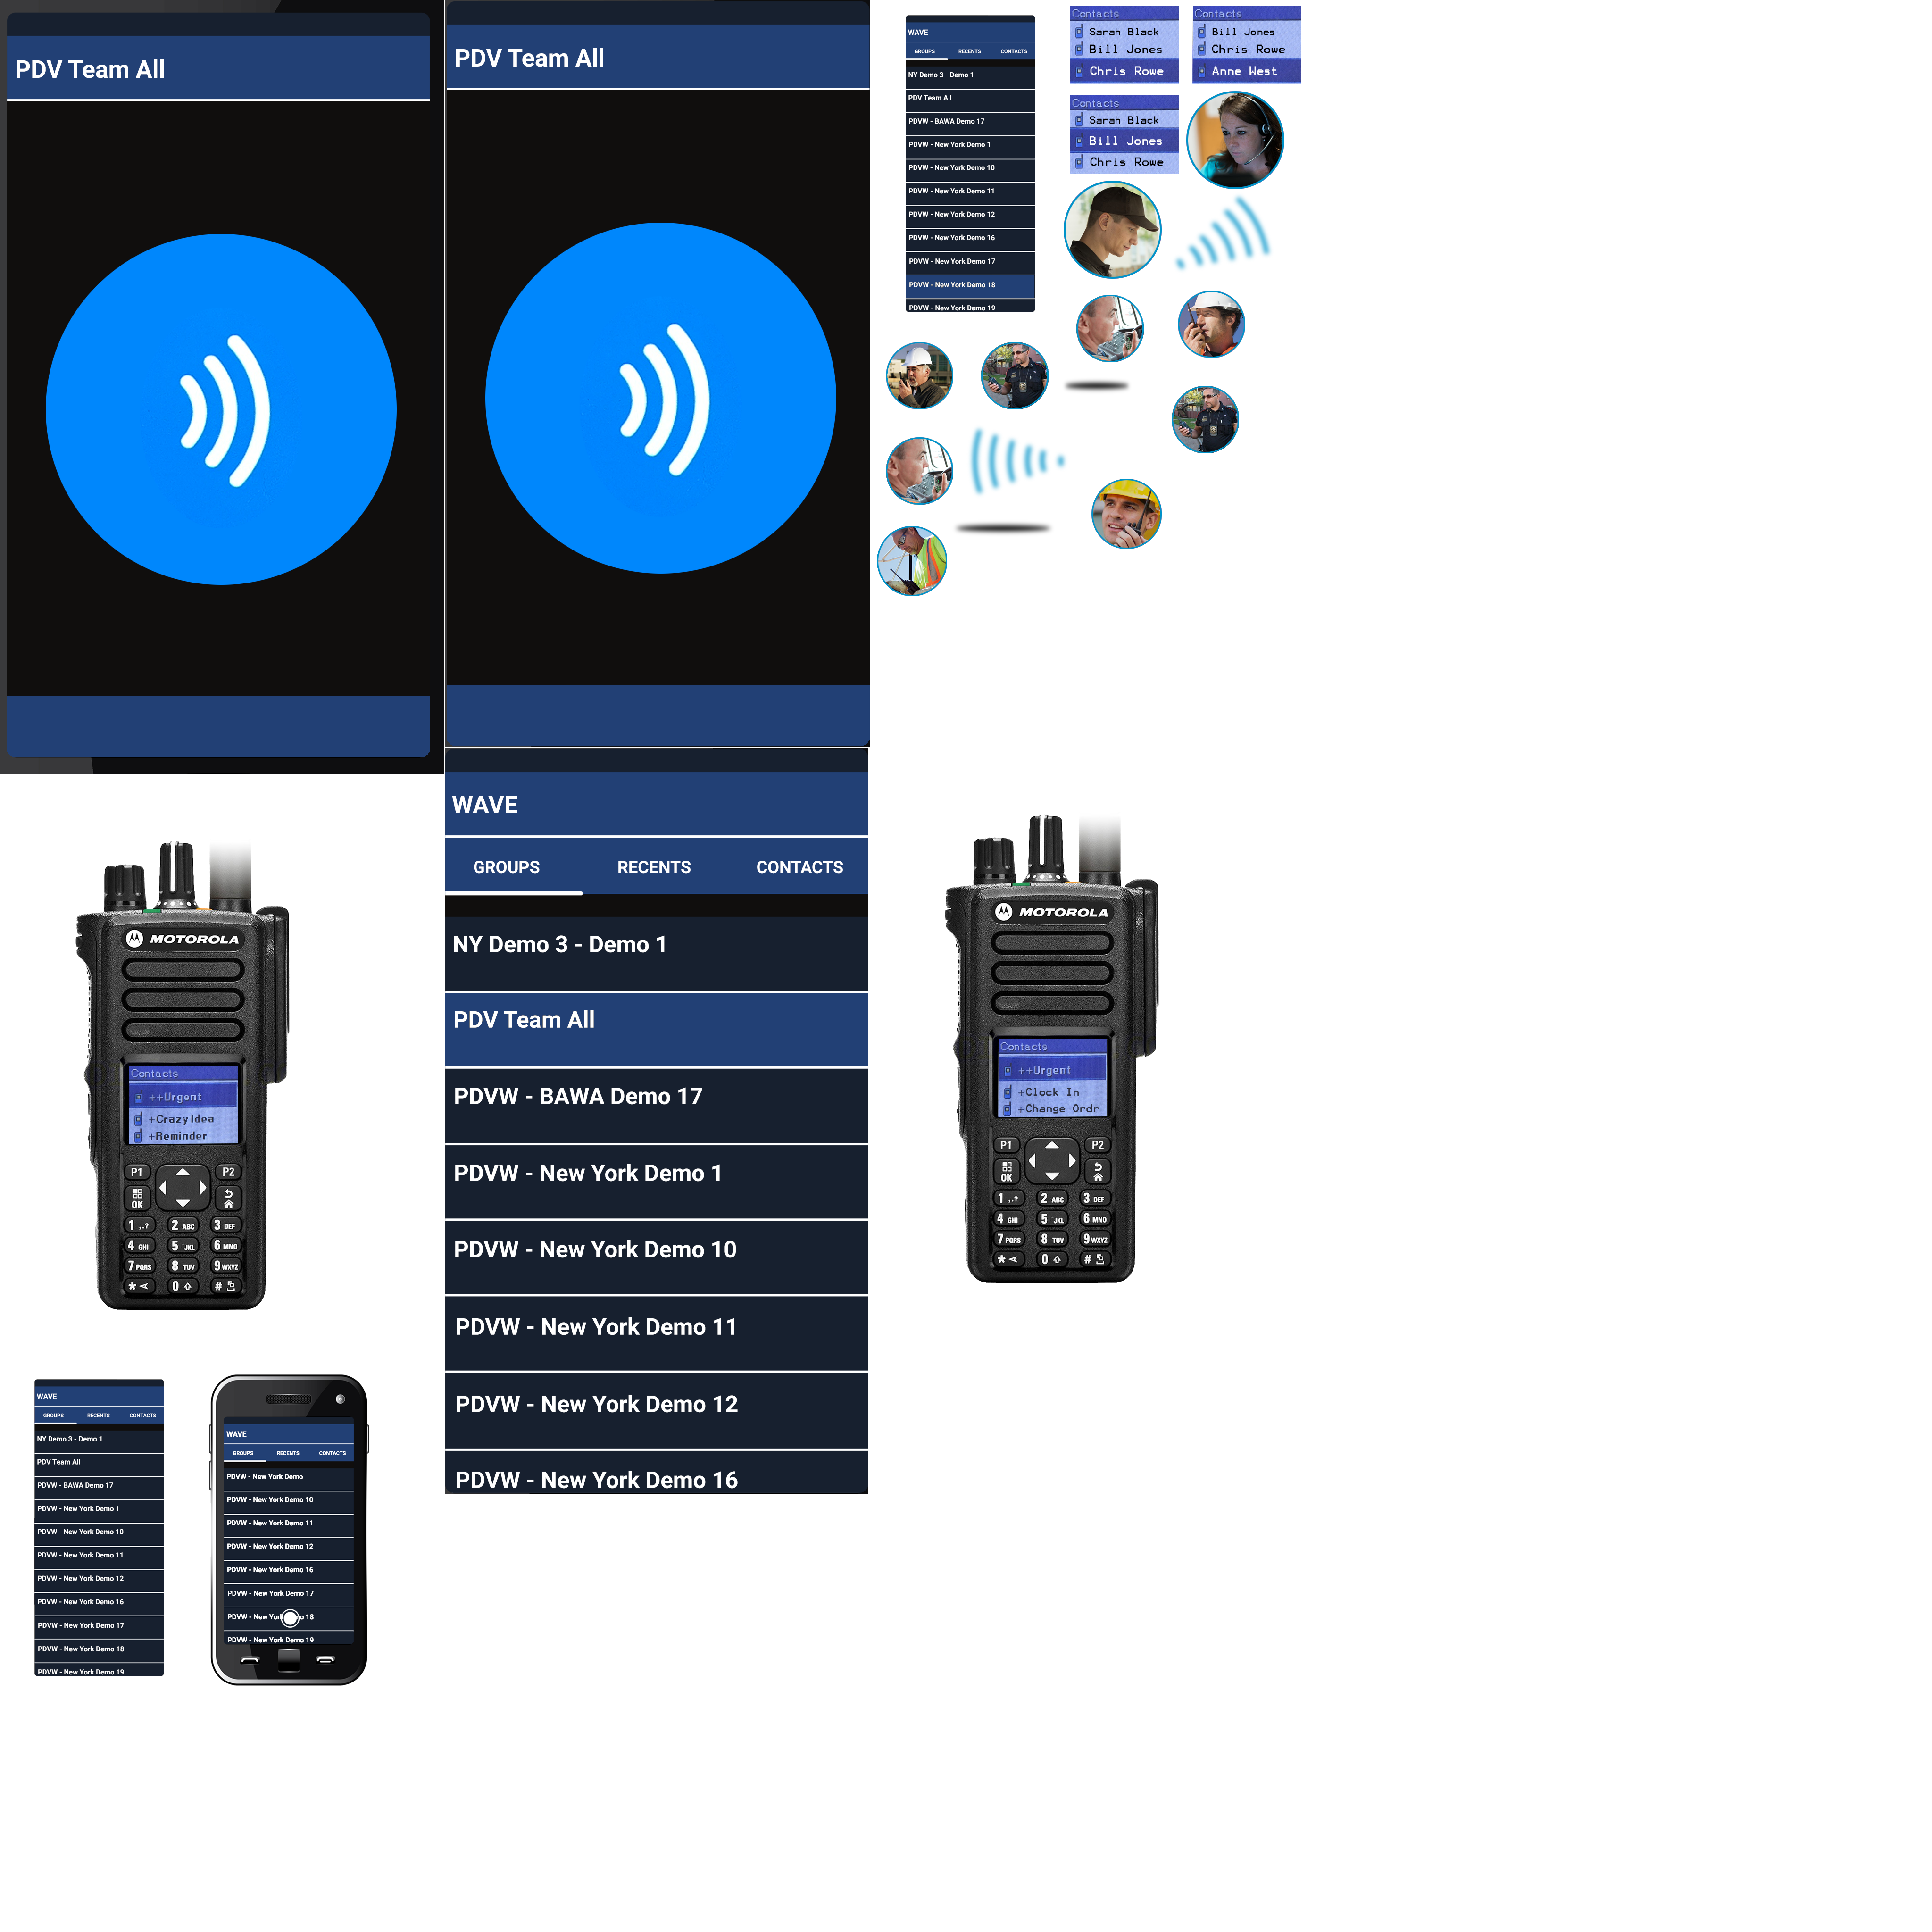 PDV Team All
PDV Team All
WAVE
GROUPS RECENTS CONTACTS
NY Demo 3 - Demo 1
PDV Team All
PDVW - BAWA Demo 17
PDVW - New York Demo 1
PDVW - New York Demo 10
PDVW - New York Demo 11
PDVW - New York Demo 12
PDVW - New York Demo 16
PDVW - New York Demo 17
PDVW - New York Demo 18
PDVW - New York Demo 19
Contacts
Sarah Black
Bill Jones
Chris Rowe
Contacts
Bill Jones
Chris Rowe
Anne West
Contacts
Sarah Black
Bill Jones
Chris Rowe
MOTOROLA
Contacts
++Urgent
+Crazy Idea
+Reminder
P1 P2
OK
1 ,.? 2 ABC 3 DEF
4 GHI 5 JKL 6 MNO
7 PQRS 8 TUV 9 WXYZ
* 0 #
WAVE
GROUPS RECENTS CONTACTS
NY Demo 3 - Demo 1
PDV Team All
PDVW - BAWA Demo 17
PDVW - New York Demo 1
PDVW - New York Demo 10
PDVW - New York Demo 11
PDVW - New York Demo 12
PDVW - New York Demo 16
MOTOROLA
Contacts
++Urgent
+Clock In
+Change Ordr
P1 P2
OK
1 ,.? 2 ABC 3 DEF
4 GHI 5 JKL 6 MNO
7 PQRS 8 TUV 9 WXYZ
* 0 #
WAVE
GROUPS RECENTS CONTACTS
NY Demo 3 - Demo 1
PDV Team All
PDVW - BAWA Demo 17
PDVW - New York Demo 1
PDVW - New York Demo 10
PDVW - New York Demo 11
PDVW - New York Demo 12
PDVW - New York Demo 16
PDVW - New York Demo 17
PDVW - New York Demo 18
PDVW - New York Demo 19
WAVE
GROUPS RECENTS CONTACTS
PDVW - New York Demo
PDVW - New York Demo 10
PDVW - New York Demo 11
PDVW - New York Demo 12
PDVW - New York Demo 16
PDVW - New York Demo 17
PDVW - New 18
PDVW - New York Demo 19